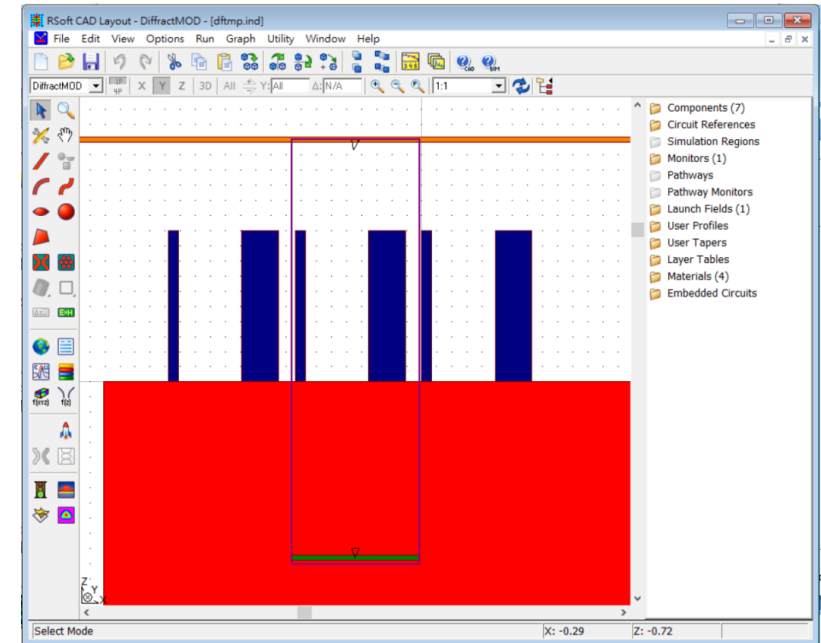 RSoft CAD Layout - DiffractMOD - [dftmp.ind]
File Edit View Options Run Graph Utility Window Help
DiffractMOD X Y Z 3D All Y: All Δ: N/A 1:1
Components (7)
Circuit References
Simulation Regions
Monitors (1)
Pathways
Pathway Monitors
Launch Fields (1)
User Profiles
User Tapers
Layer Tables
Materials (4)
Embedded Circuits
f(xyz) f(z)
Z
Y
X
Select Mode X: -0.29 Z: -0.72